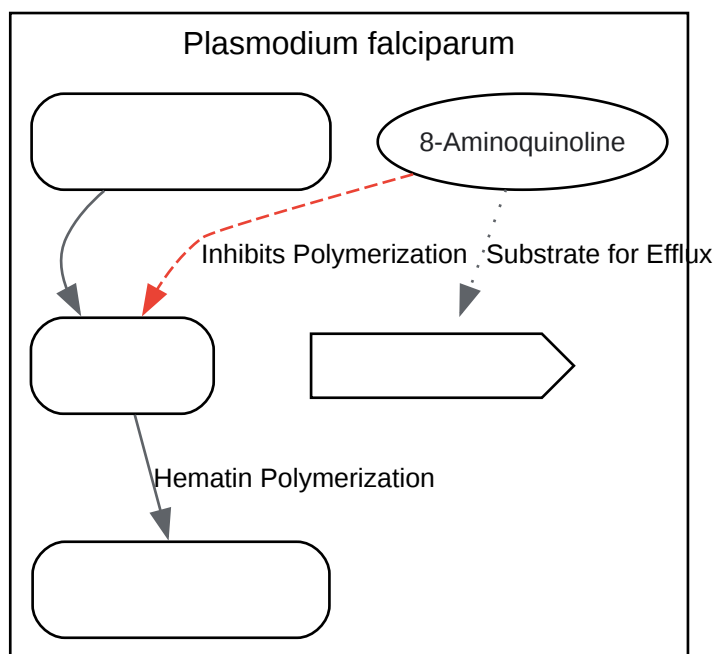 Plasmodium falciparum
8-Aminoquinoline
Inhibits Polymerization
Substrate for Efflux
Hematin Polymerization